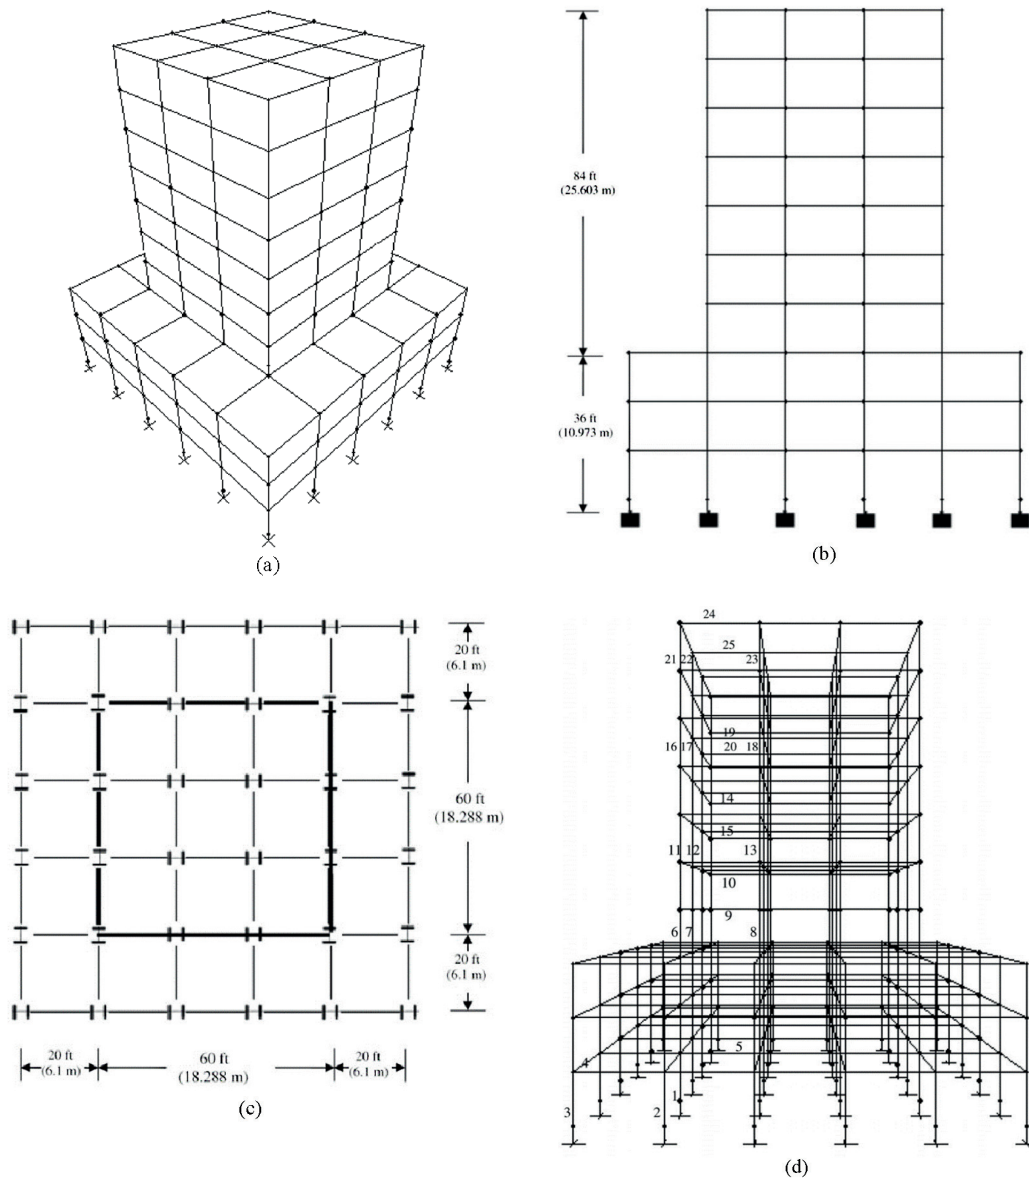 84 ft
(25.603 m)
36 ft
(10.973 m)
(a)
(b)
20 ft
(6.1 m)
60 ft
(18.288 m)
20 ft
(6.1 m)
20 ft
(6.1 m)
60 ft
(18.288 m)
20 ft
(6.1 m)
(c)
24
25
21 22 23
19
16 17 20 18
14
15
11 12 13
10
9
6 7 8
5
4
1
3 2
(d)